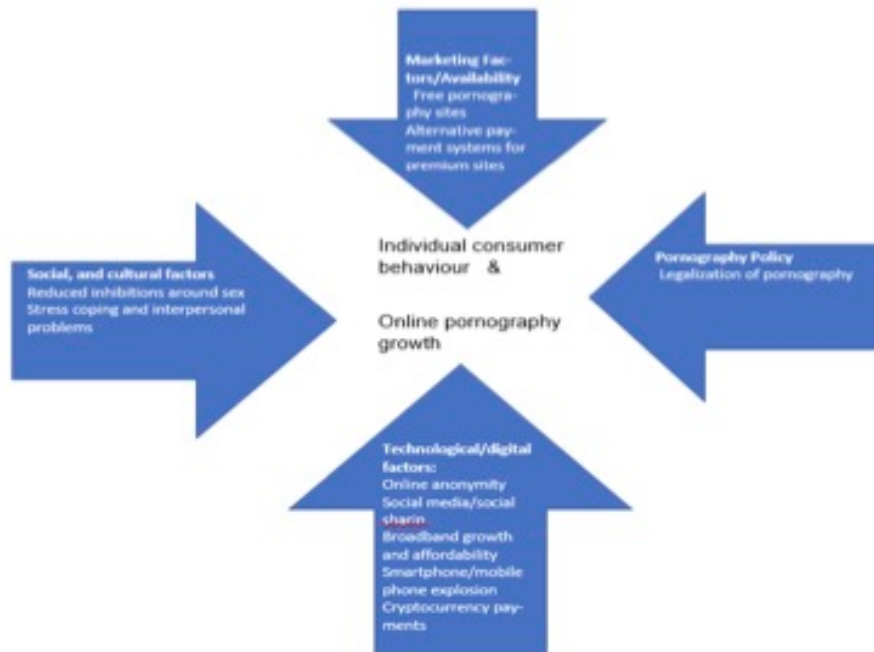 Marketing Fac-
tors/Availability
Free pornogra-
phy sites
Alternative pay-
ment systems for
premium sites
Individual consumer
behaviour &
Online pornography
growth
Social, and cultural factors
Reduced inhibitions around sex
Stress coping and interpersonal
problems
Pornography Policy
Legalization of pornography
Technological/digital
factors:
Online anonymity
Social media/social
sharin
Broadband growth
and affordability
Smartphone/mobile
phone explosion
Cryptocurrency pay-
ments